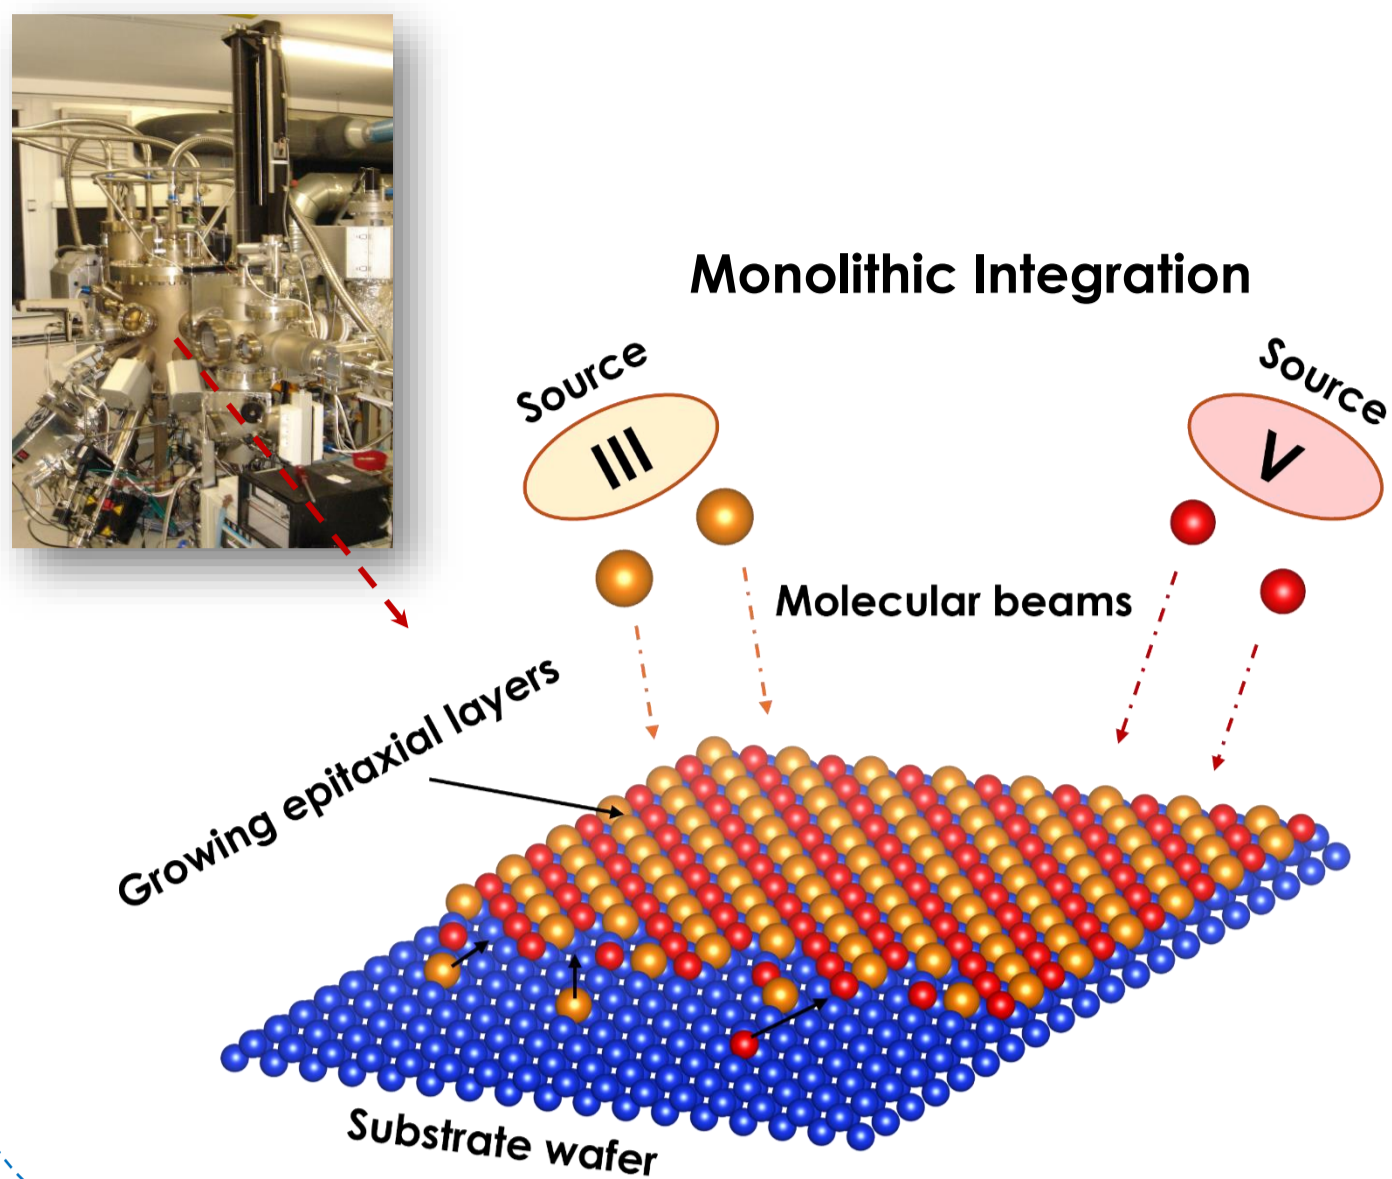 Monolithic Integration
Source
III
Source
V
Molecular beams
Growing epitaxial layers
Substrate wafer